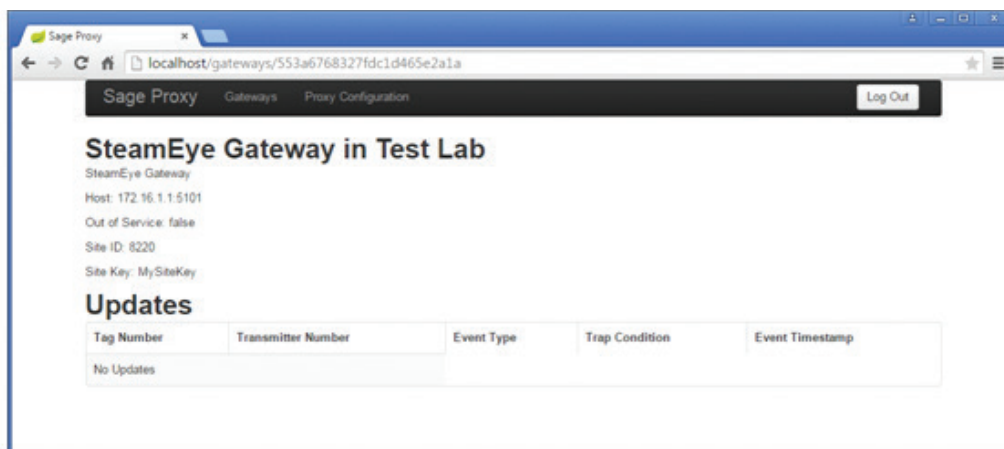 Sage Proxy
localhost/gateways/553a6768327fdc1d465e2a1a
Sage Proxy Gateways Proxy Configuration Log Out
SteamEye Gateway in Test Lab
SteamEye Gateway
Host: 172.16.1.1:5101
Out of Service: false
Site ID: 8220
Site Key: MySiteKey
Updates
Tag Number Transmitter Number Event Type Trap Condition Event Timestamp
No Updates